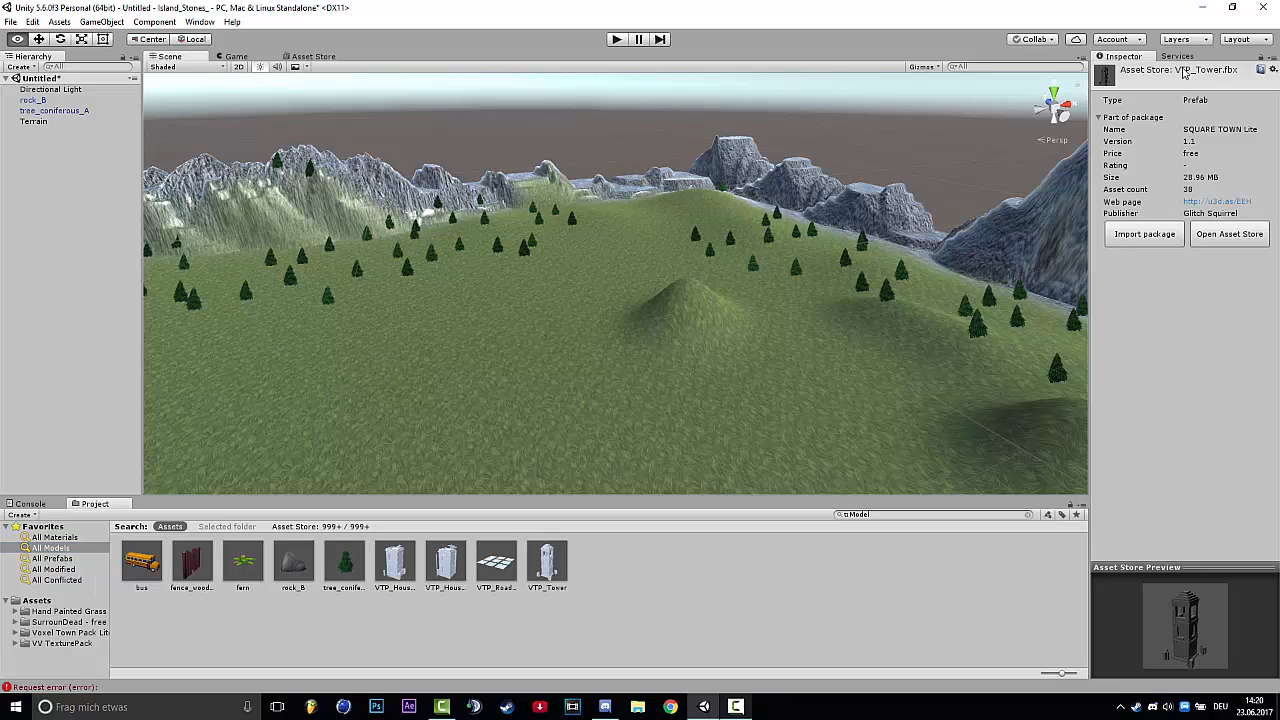 Unity 5.6.0f3 Personal (64bit) - Untitled - Island_Stones_ - PC, Mac & Linux Standalone* <DX11>
File Edit Assets GameObject Component Window Help
Center Local Collab Account Layers Layout
Hierarchy Scene Game Asset Store Inspector Services
Create All Shaded 2D Gizmos All
Untitled*
Directional Light
rock_B
tree_coniferous_A
Terrain
Persp
Asset Store: VTP_Tower.fbx
Type Prefab
Part of package
Name SQUARE TOWN Lite
Version 1.1
Price free
Rating -
Size 28.96 MB
Asset count 38
Web page http://u3d.as/EEH
Publisher Glitch Squirrel
Import package Open Asset Store
Console Project
Create t:Model
Favorites
All Materials
All Models
All Prefabs
All Modified
All Conflicted
Assets
Hand Painted Grass
SurrounDead - free
Voxel Town Pack Lit
VV TexturePack
Search: Assets Selected folder Asset Store: 999+ / 999+
bus fence_wood... fern rock_B tree_conife... VTP_Hous... VTP_Hous... VTP_Road... VTP_Tower
Asset Store Preview
Request error (error):
Frag mich etwas
DEU
14:20
23.06.2017